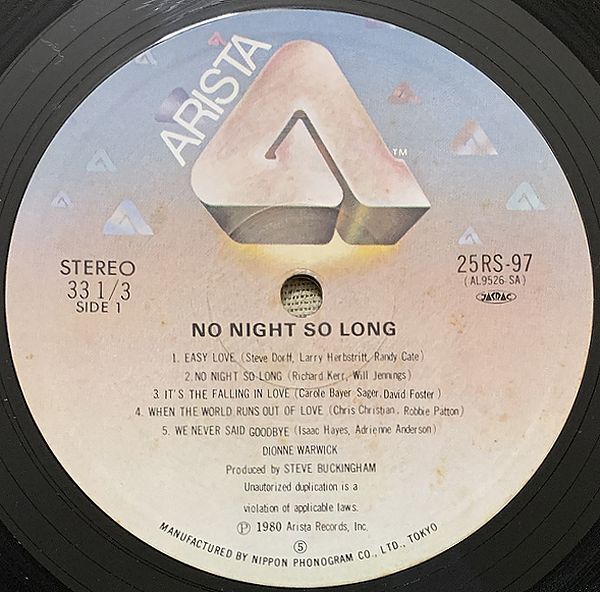 ARISTA
TM
STEREO
33 1/3
SIDE 1
25RS-97
(AL9526-SA)
JASRAC
NO NIGHT SO LONG
1. EASY LOVE (Steve Dorff, Larry Herbstritt, Randy Cate)
2. NO NIGHT SO LONG (Richard Kerr, Will Jennings)
3. IT'S THE FALLING IN LOVE (Carole Bayer Sager, David Foster)
4. WHEN THE WORLD RUNS OUT OF LOVE (Chris Christian, Robbie Patton)
5. WE NEVER SAID GOODBYE (Isaac Hayes, Adrienne Anderson)
DIONNE WARWICK
Produced by STEVE BUCKINGHAM
Unautorized duplication is a
violation of applicable laws.
Ⓟ 1980 Arista Records, Inc.
⑤
MANUFACTURED BY NIPPON PHONOGRAM CO., LTD., TOKYO